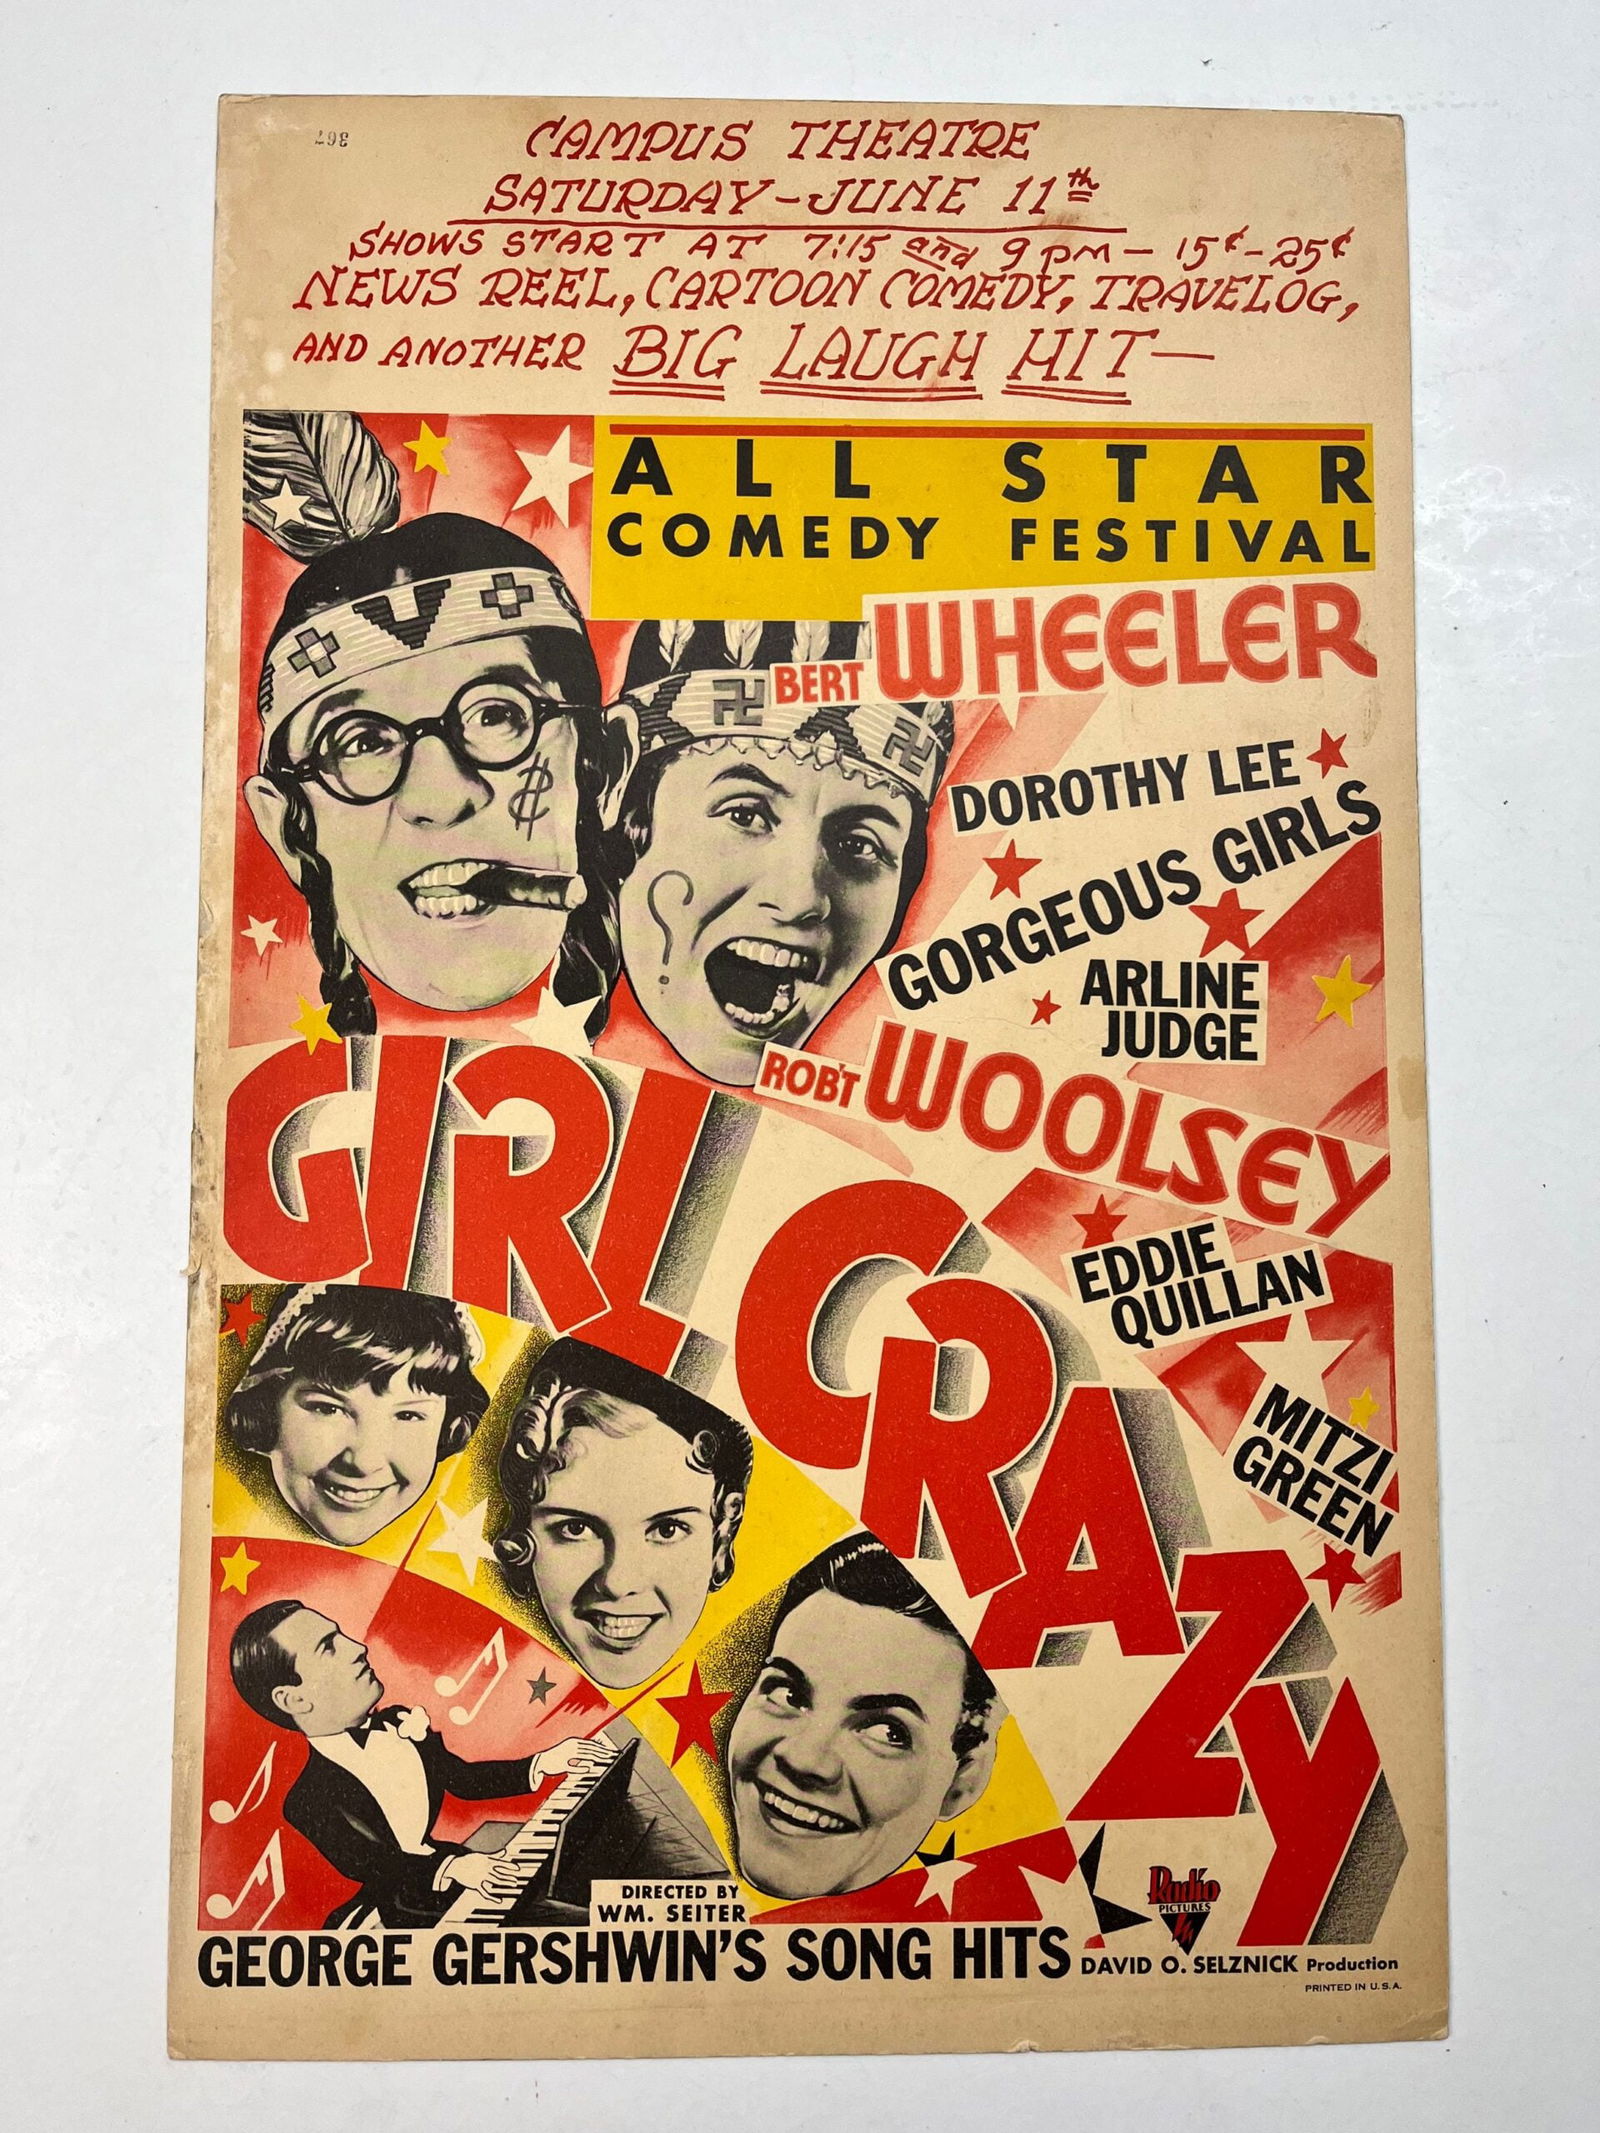 367
CAMPUS THEATRE
SATURDAY - JUNE 11th
SHOWS START AT 7:15 and 9 pm - 15¢ - 25¢
NEWS REEL, CARTOON COMEDY, TRAVELOG,
AND ANOTHER BIG LAUGH HIT —
ALL STAR
COMEDY FESTIVAL
BERT WHEELER
DOROTHY LEE
GORGEOUS GIRLS
ARLINE
JUDGE
ROB'T WOOLSEY
EDDIE
QUILLAN
MITZI
GREEN
GIRL
CRAZY
$
?
DIRECTED BY
WM. SEITER
Radio
PICTURES
GEORGE GERSHWIN'S SONG HITS
DAVID O. SELZNICK Production
PRINTED IN U.S.A.